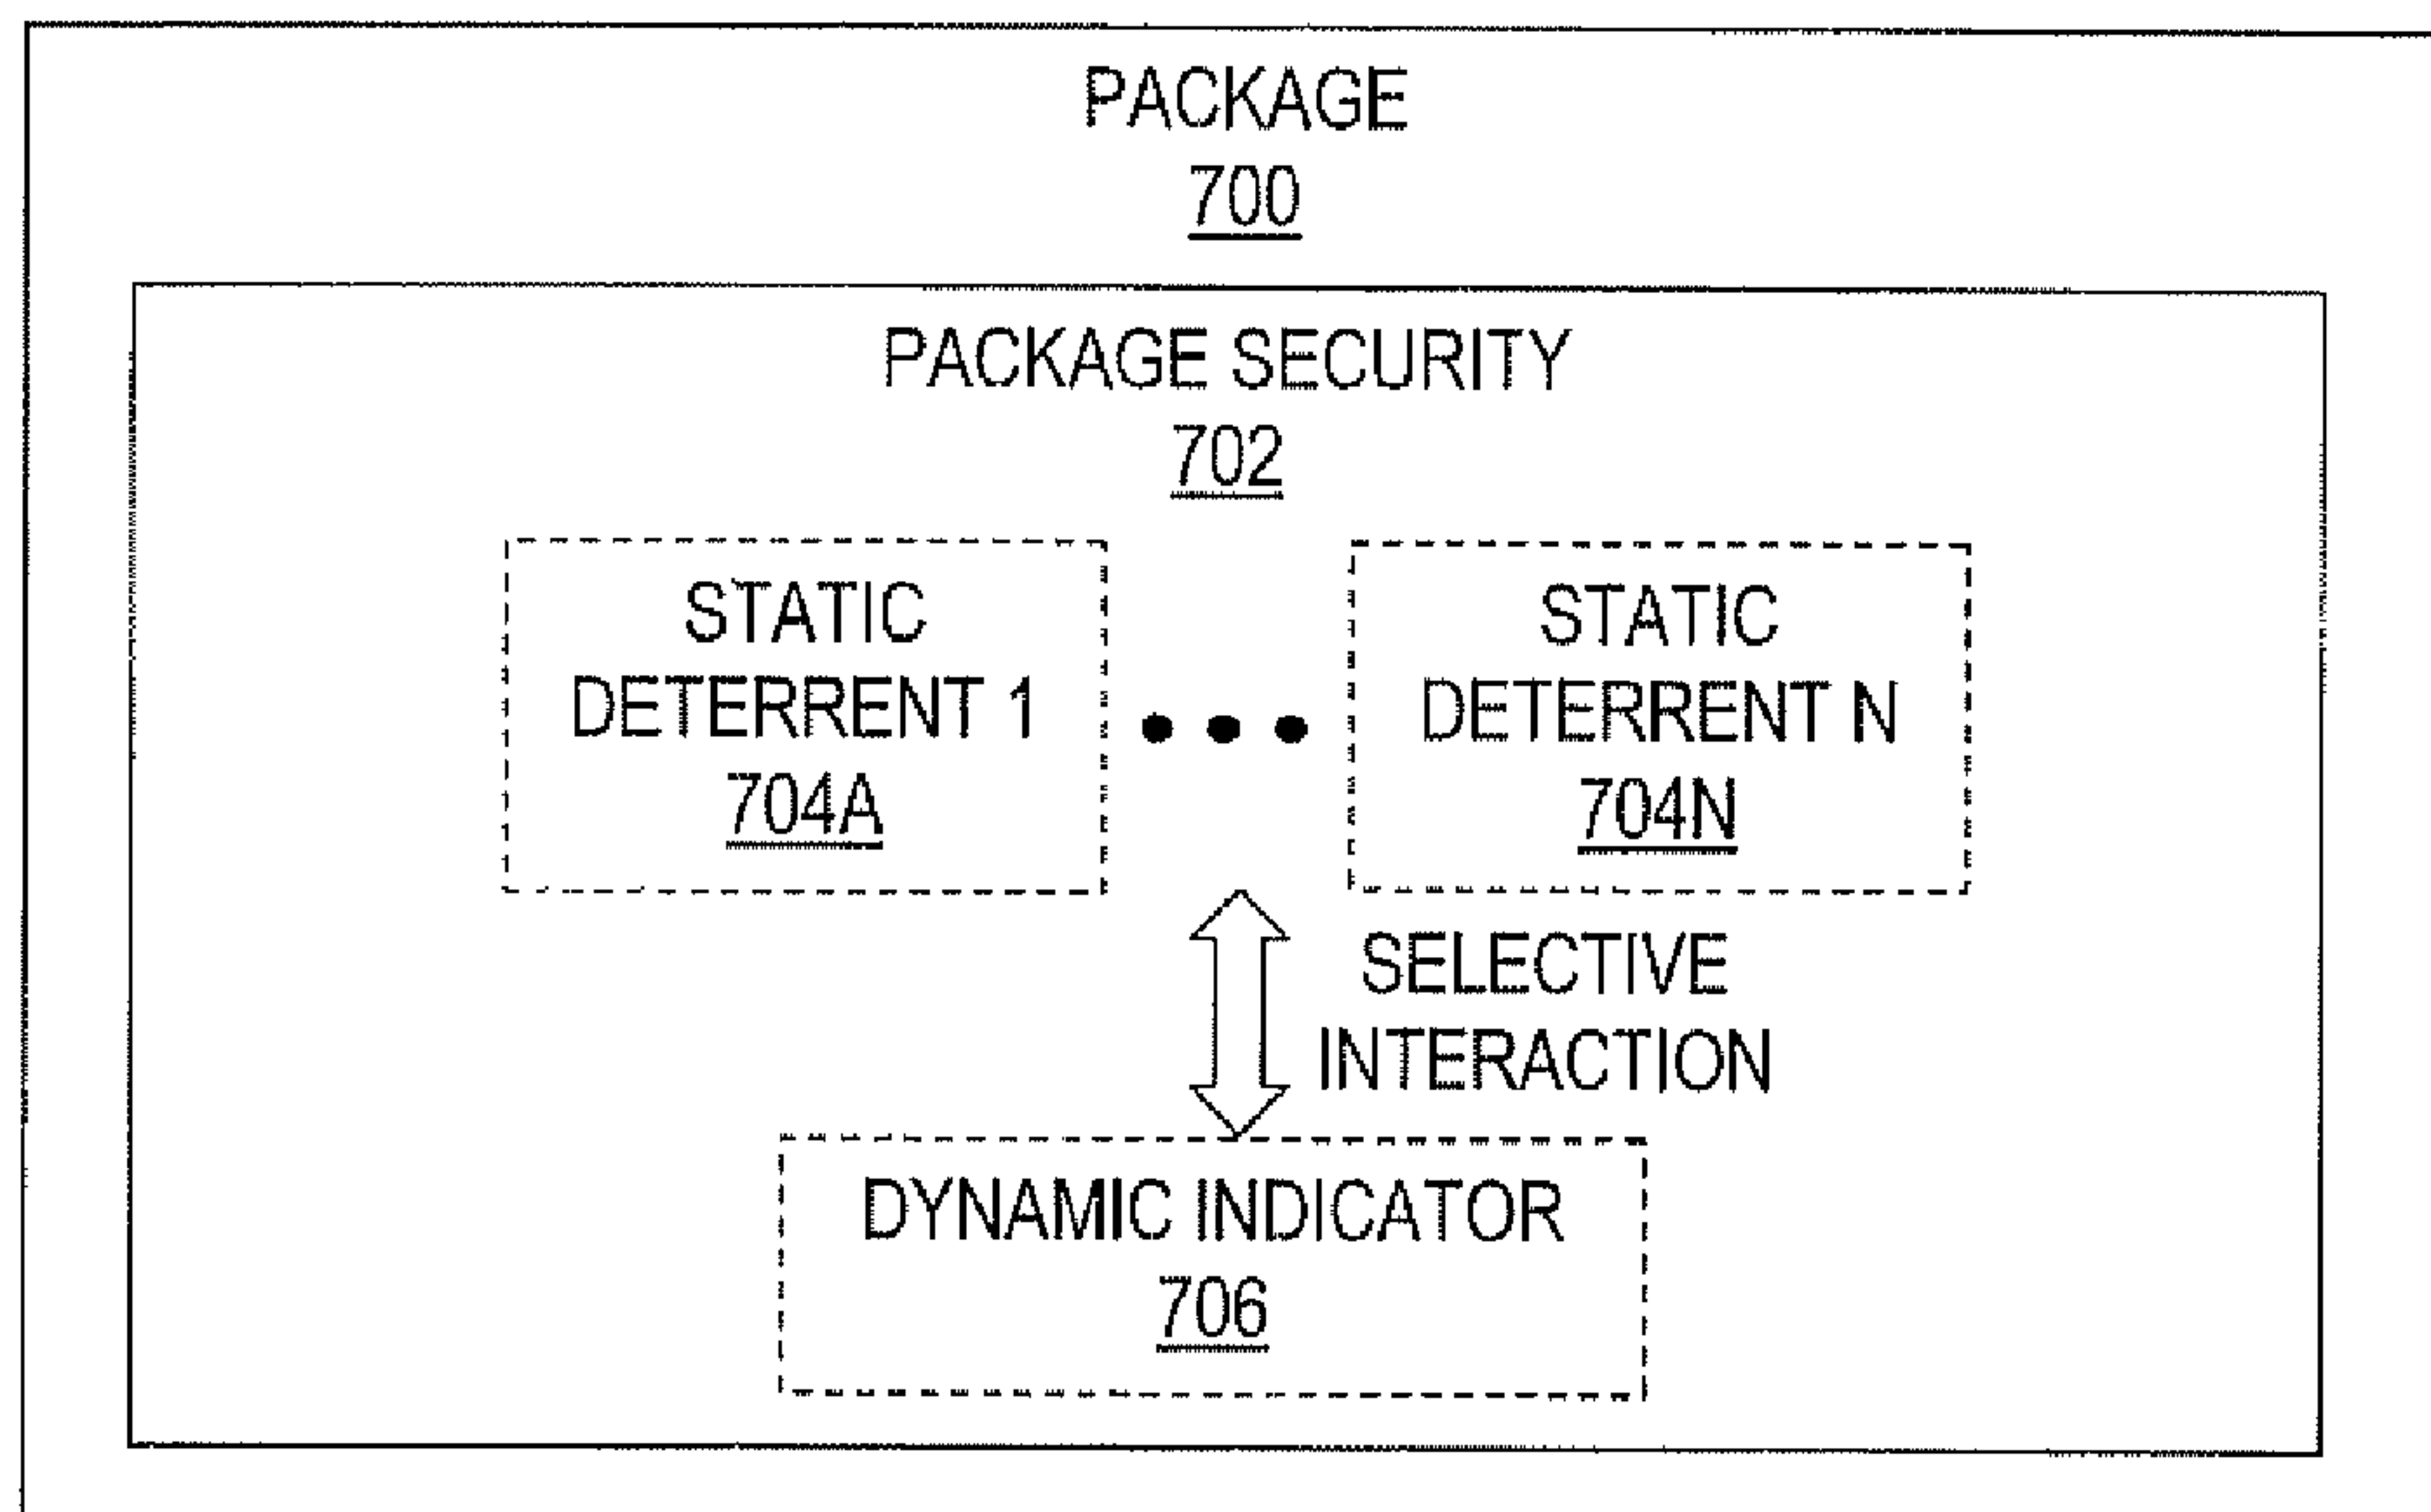 PACKAGE
700
PACKAGE SECURITY
702
STATIC
DETERRENT 1
704A
STATIC
DETERRENT N
704N
SELECTIVE
INTERACTION
DYNAMIC INDICATOR
706